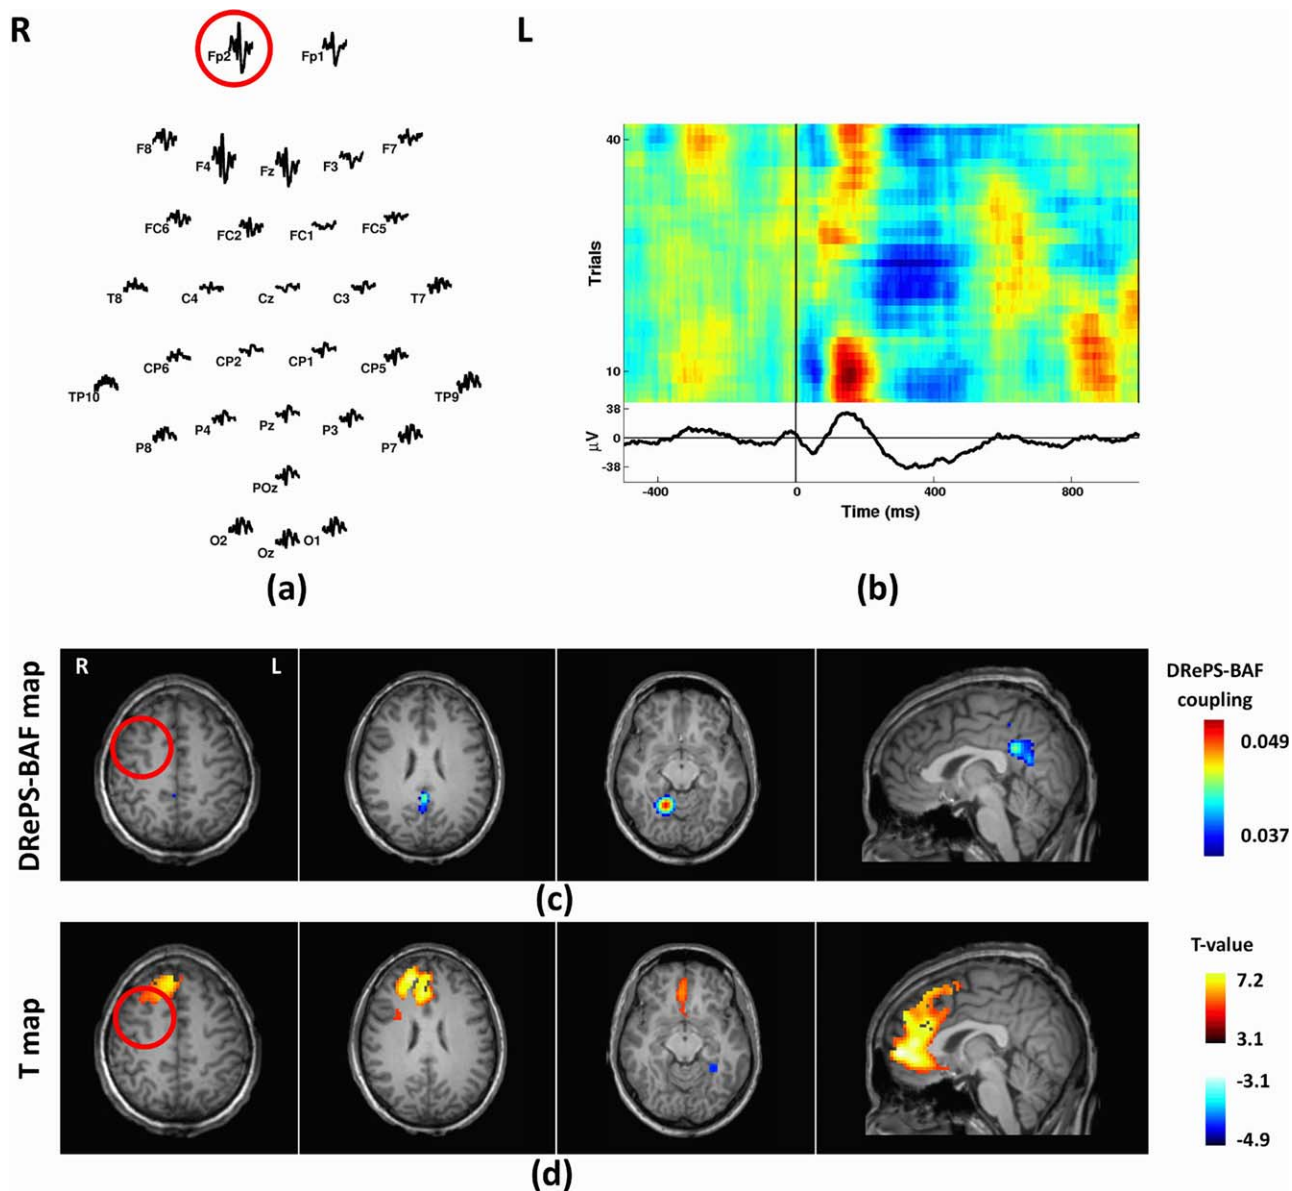 R
L
Fp2
Fp1
F8
F4
Fz
F3
F7
FC6
FC2
FC1
FC5
T8
C4
Cz
C3
T7
CP6
CP2
CP1
CP5
TP10
TP9
P8
P4
Pz
P3
P7
POz
O2
Oz
O1
(a)
Trials
40
10
38
0
-38
µV
-400
0
400
800
Time (ms)
(b)
DRePS-BAF map
R
L
DRePS-BAF
coupling
0.049
0.037
(c)
T map
T-value
7.2
3.1
-3.1
-4.9
(d)